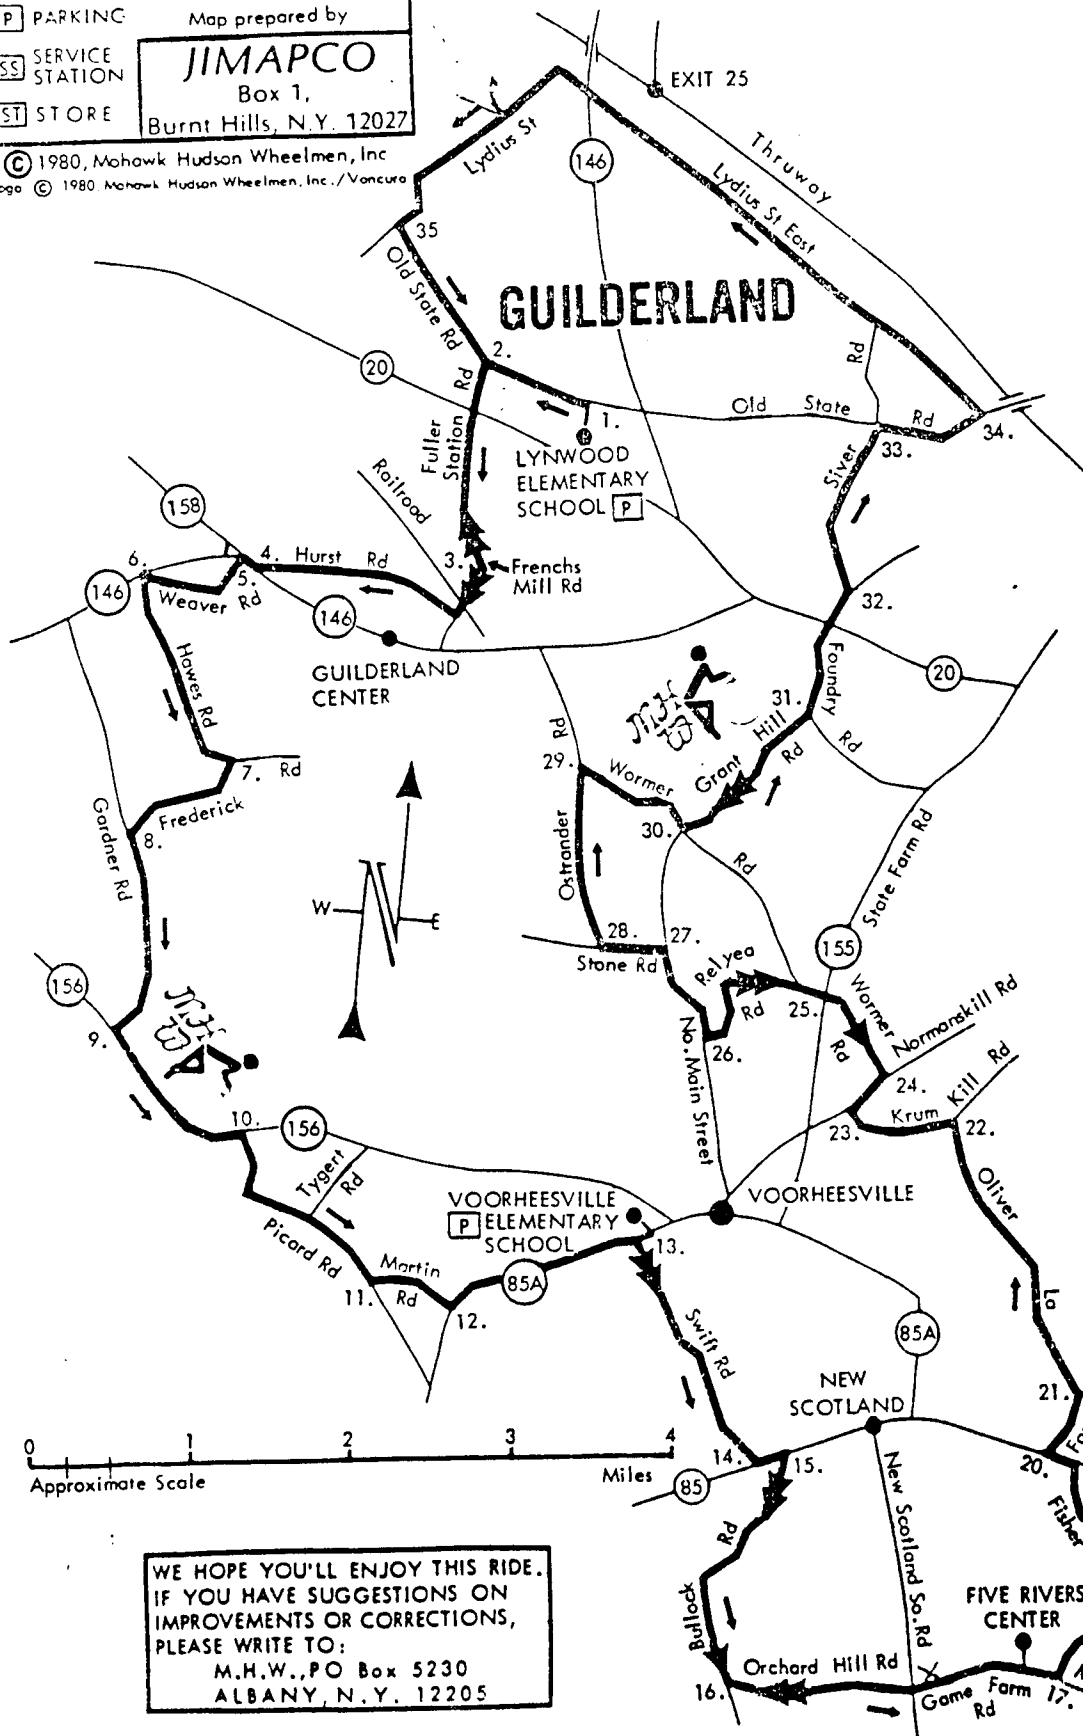 P PARKING
SS SERVICE
STATION
ST STORE
Map prepared by
JIMAPCO
Box 1,
Burnt Hills, N.Y. 12027
© 1980, Mohawk Hudson Wheelmen, Inc
ogo © 1980 Mohawk Hudson Wheelmen, Inc./Vancura
EXIT 25
Thruway
Lydius St
146
Lydius St East
35
Old State Rd
GUILDERLAND
20
2.
Rd
Old State Rd
1.
34.
33.
Fuller
Station
Rd
LYNWOOD
ELEMENTARY
SCHOOL P
Siver
Railroad
158
6.
4. Hurst Rd
3.
Frenchs
Mill Rd
5.
146
Weaver Rd
146
32.
GUILDERLAND
CENTER
Hawes Rd
Foundry
20
MH
W
31.
Hill
Rd
Rd
29.
Wormer
Grant
Rd
7. Rd
Frederick
8.
Gardner Rd
30.
Ostrander
Rd
State Farm Rd
W
N
E
28.
27.
Stone Rd
155
Relyea
Rd
156
25.
Wormer
Rd
Normanskill Rd
MH
W
9.
No. Main Street
26.
24.
Kill Rd
10.
156
23.
Krum
22.
Tygert
Rd
VOORHEESVILLE
P ELEMENTARY
SCHOOL
VOORHEESVILLE
Oliver
Picard Rd
13.
Martin
Rd
85A
11.
12.
La
Swift Rd
85A
NEW
SCOTLAND
21.
0 1 2 3 4
Approximate Scale
Miles
14.
15.
20.
85
Fisher
New Scotland So. Rd
Rd
WE HOPE YOU'LL ENJOY THIS RIDE.
IF YOU HAVE SUGGESTIONS ON
IMPROVEMENTS OR CORRECTIONS,
PLEASE WRITE TO:
M.H.W., PO Box 5230
ALBANY, N.Y. 12205
Bullock
FIVE RIVERS
CENTER
Orchard Hill Rd
16.
Game Farm
Rd
17.